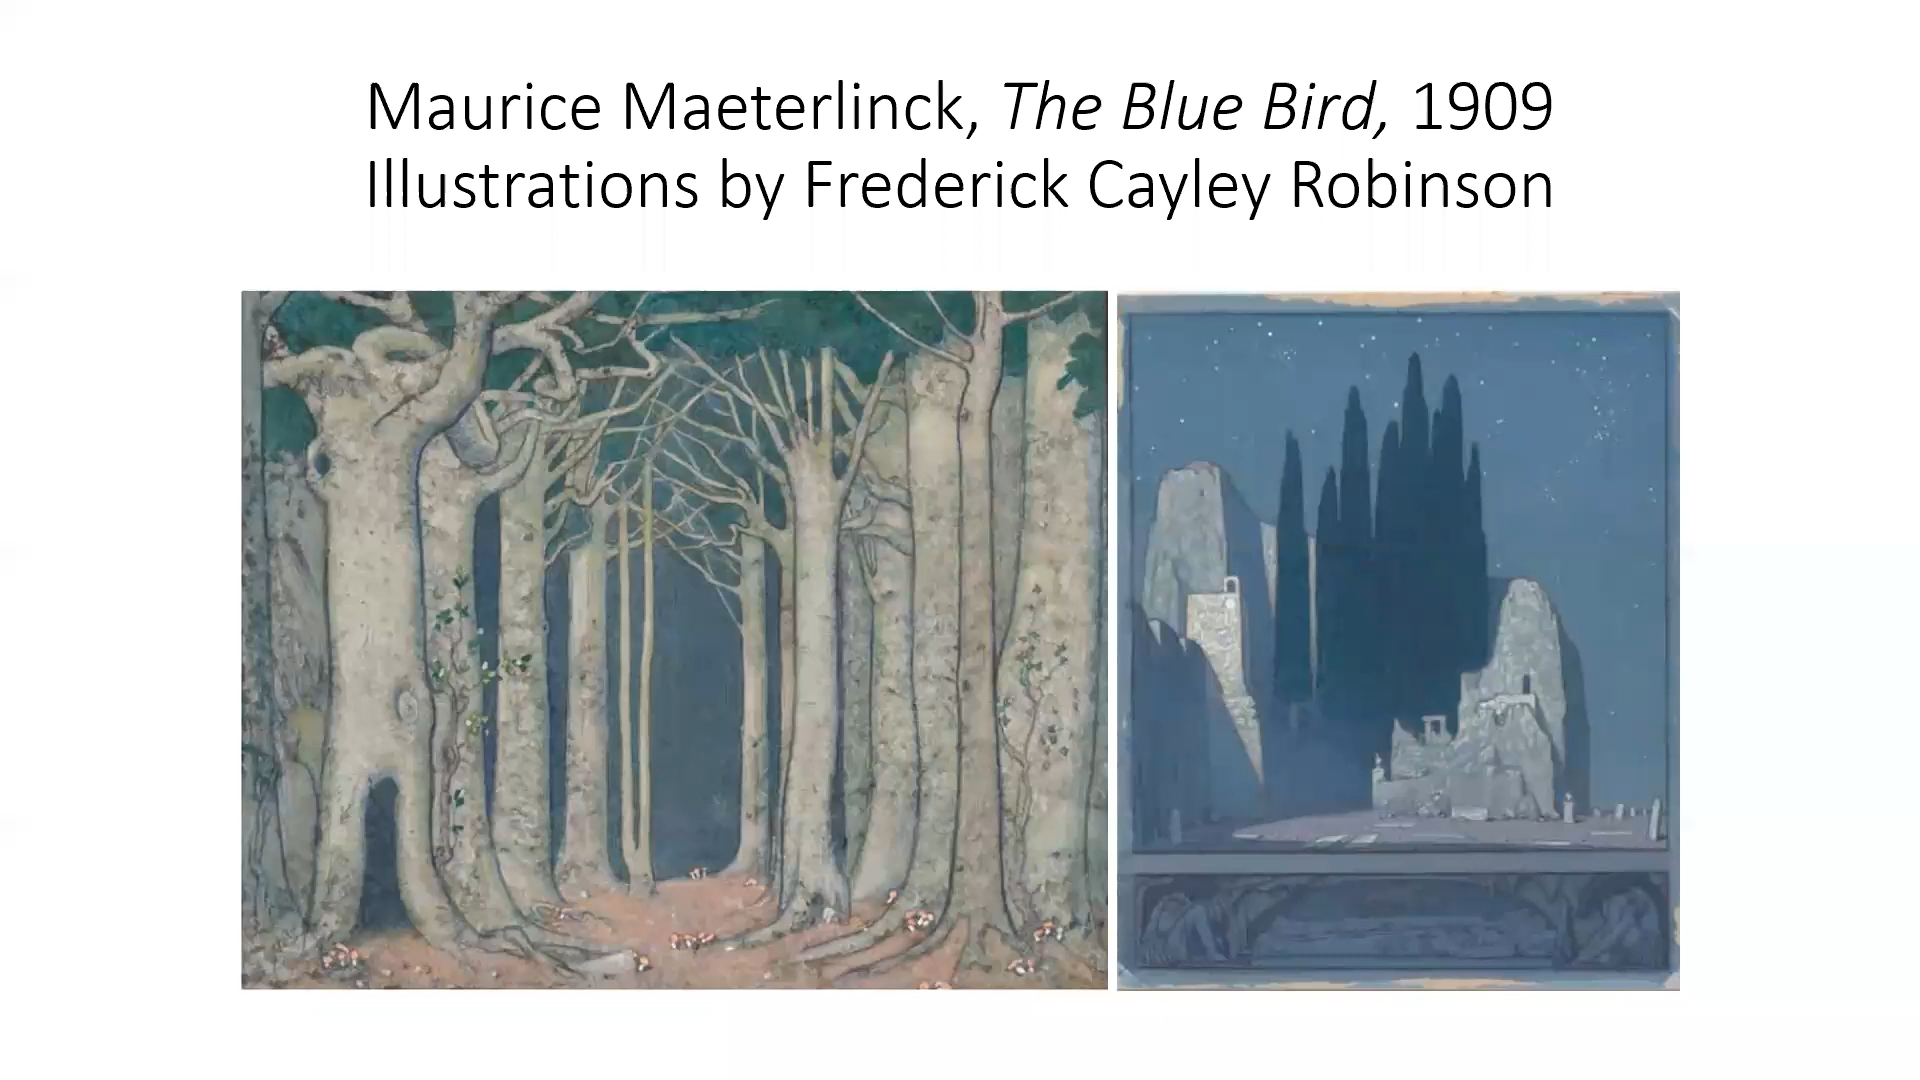 Maurice Maeterlinck, The Blue Bird, 1909
Illustrations by Frederick Cayley Robinson